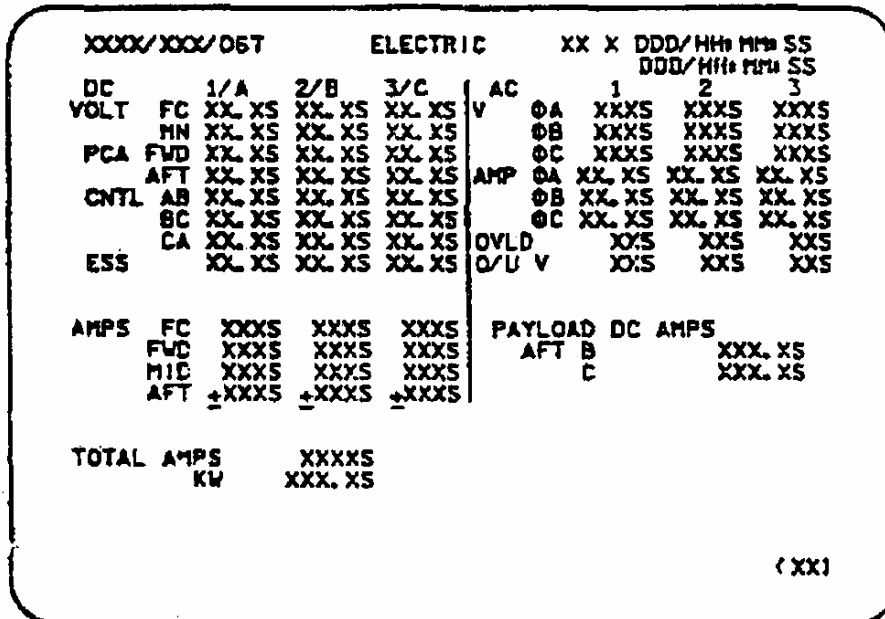 XXXX/XXX/067 ELECTRIC XX X DDD/HH:MM:SS
DDD/HH:MM:SS
DC 1/A 2/B 3/C AC 1 2 3
VOLT FC XX.XS XX.XS XX.XS V ΦA XXXS XXXS XXXS
MN XX.XS XX.XS XX.XS ΦB XXXS XXXS XXXS
PCA FWD XX.XS XX.XS XX.XS ΦC XXXS XXXS XXXS
AFT XX.XS XX.XS XX.XS AMP ΦA XX.XS XX.XS XX.XS
CNTL AB XX.XS XX.XS XX.XS ΦB XX.XS XX.XS XX.XS
BC XX.XS XX.XS XX.XS ΦC XX.XS XX.XS XX.XS
CA XX.XS XX.XS XX.XS OVLD XXS XXS XXS
ESS XX.XS XX.XS XX.XS O/U V XXS XXS XXS
AMPS FC XXXS XXXS XXXS PAYLOAD DC AMPS
FWD XXXS XXXS XXXS AFT B XXX.XS
MID XXXS XXXS XXXS C XXX.XS
AFT ±XXXS ±XXXS ±XXXS
TOTAL AMPS XXXXS
KW XXX.XS
(XX)